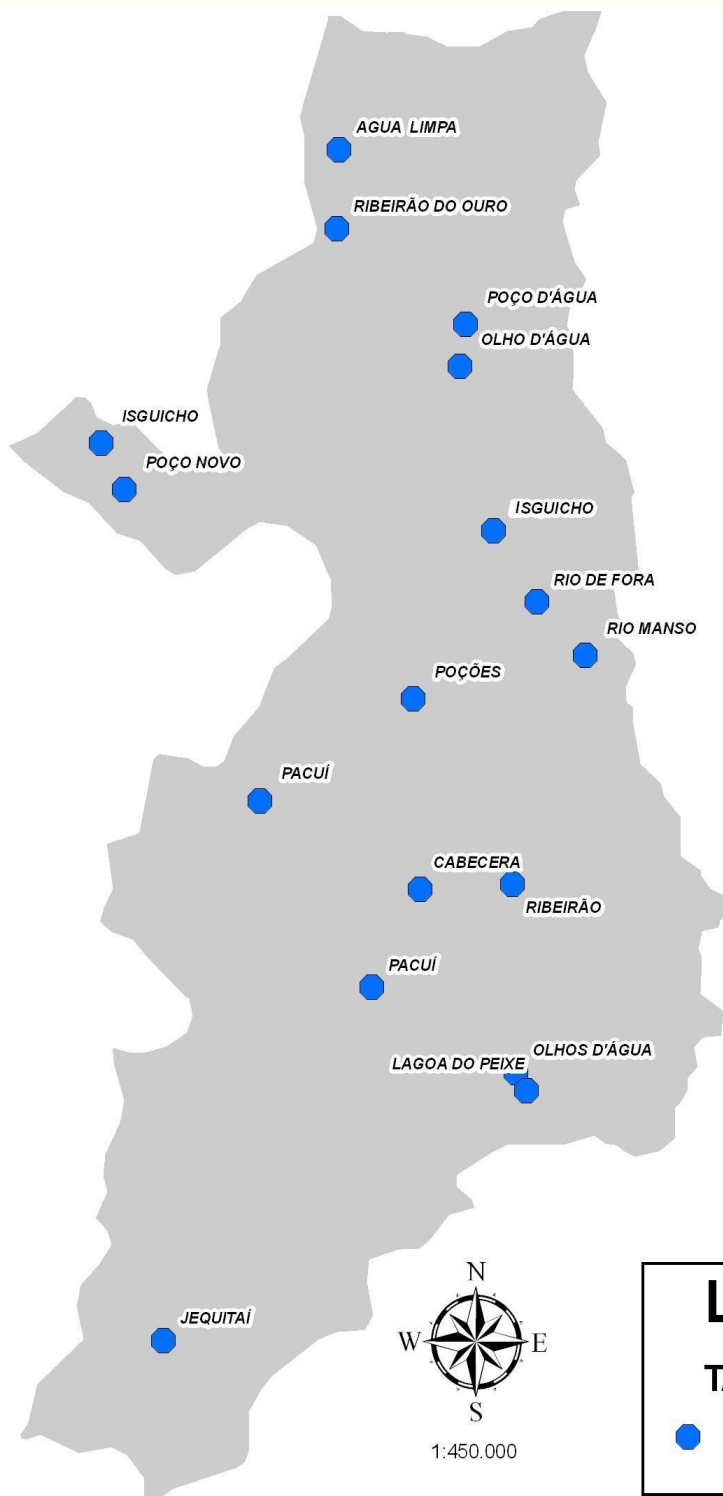 AGUA LIMPA
RIBEIRÃO DO OURO
POÇO D'ÁGUA
OLHO D'ÁGUA
ISGUICHO
POÇO NOVO
ISGUICHO
RIO DE FORA
RIO MANSO
POÇÕES
PACUÍ
CABECERA
RIBEIRÃO
PACUÍ
OLHOS D'ÁGUA
LAGOA DO PEIXE
JEQUITAÍ
N
W E
S
1:450.000
L